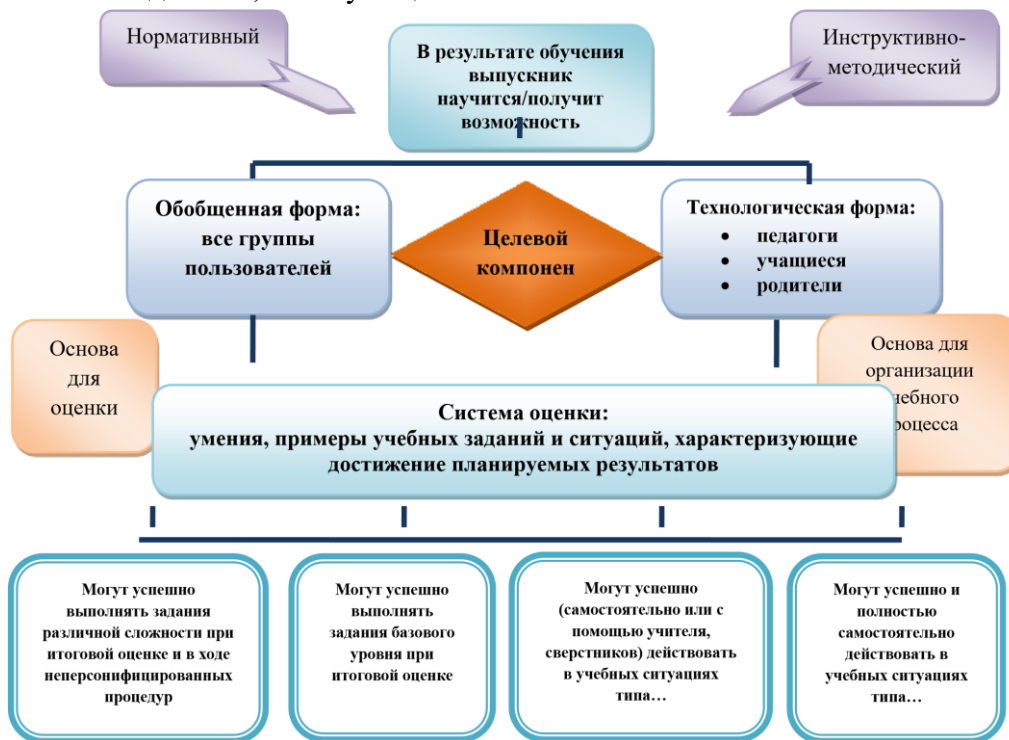 Нормативный
В результате обучения
выпускник
научится/получит
возможность
Инструктивно-
методический
Обобщенная форма:
все группы
пользователей
Целевой
компонен
Технологическая форма:
• педагоги
• учащиеся
• родители
Основа
для
оценки
Основа для
организации
чебного
роцесса
Система оценки:
умения, примеры учебных заданий и ситуаций, характеризующие
достижение планируемых результатов
Могут успешно
выполнять задания
различной сложности при
итоговой оценке и в ходе
неперсонифицированных
процедур
Могут успешно
выполнять
задания базового
уровня при
итоговой оценке
Могут успешно
(самостоятельно или с
помощью учителя,
сверстников) действовать
в учебных ситуациях
типа…
Могут успешно и
полностью
самостоятельно
действовать в
учебных ситуациях
типа…